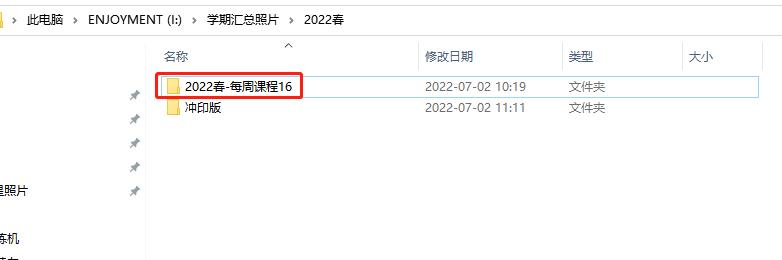 此电脑 > ENJOYMENT (I:) > 学期汇总照片 > 2022春
名称 修改日期 类型 大小
2022春-每周课程16 2022-07-02 10:19 文件夹
冲印版 2022-07-02 11:11 文件夹
照片
练机